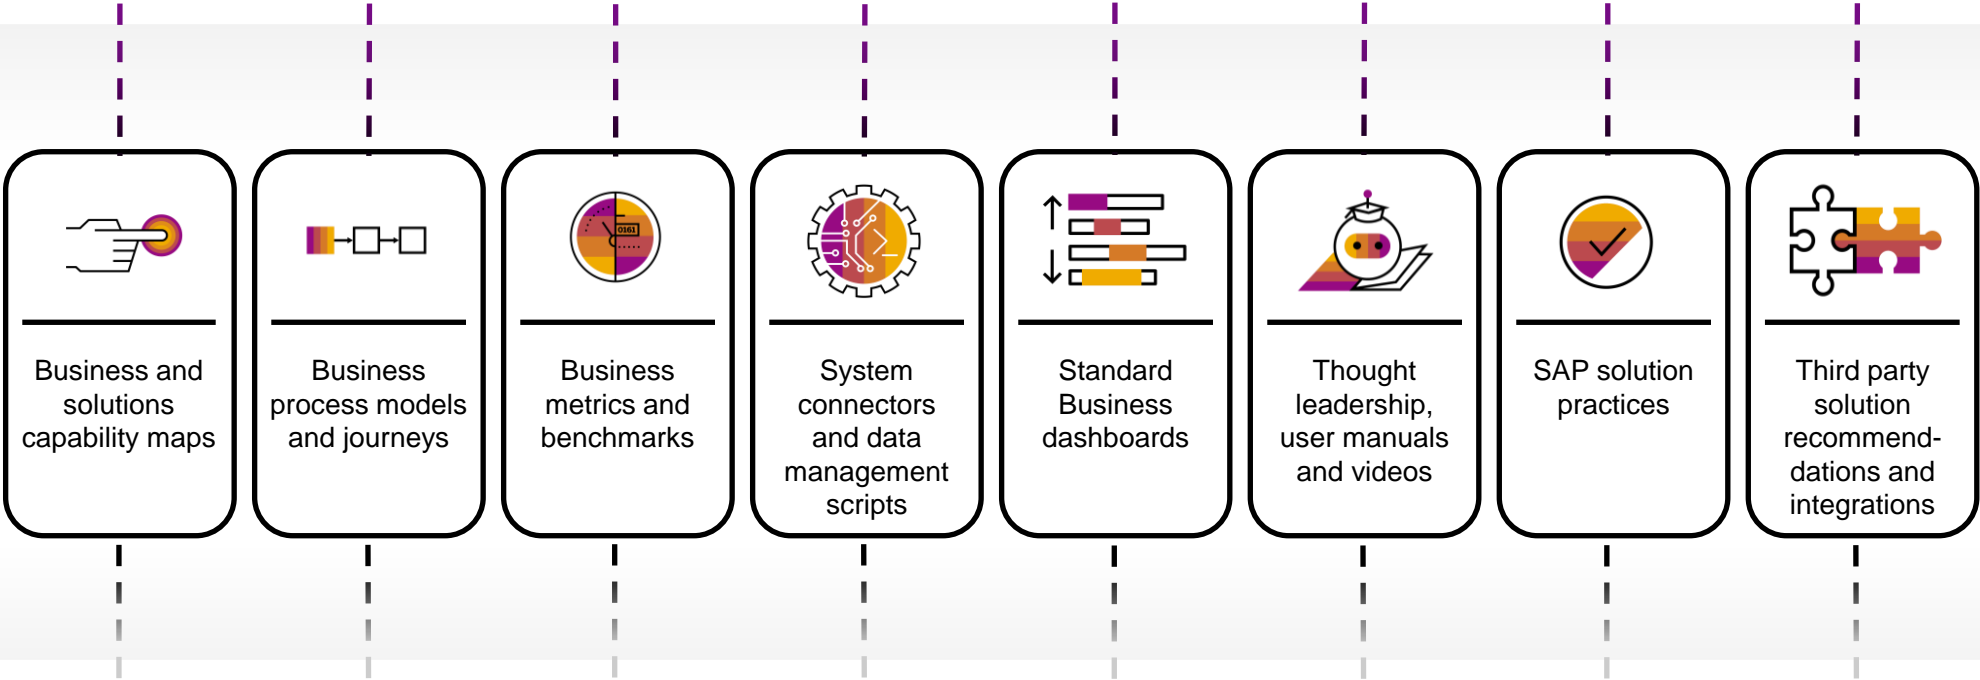 0161
Business and
solutions
capability maps
Business
process models
and journeys
Business
metrics and
benchmarks
System
connectors
and data
management
scripts
Standard
Business
dashboards
Thought
leadership,
user manuals
and videos
SAP solution
practices
Third party
solution
recommend-
dations and
integrations